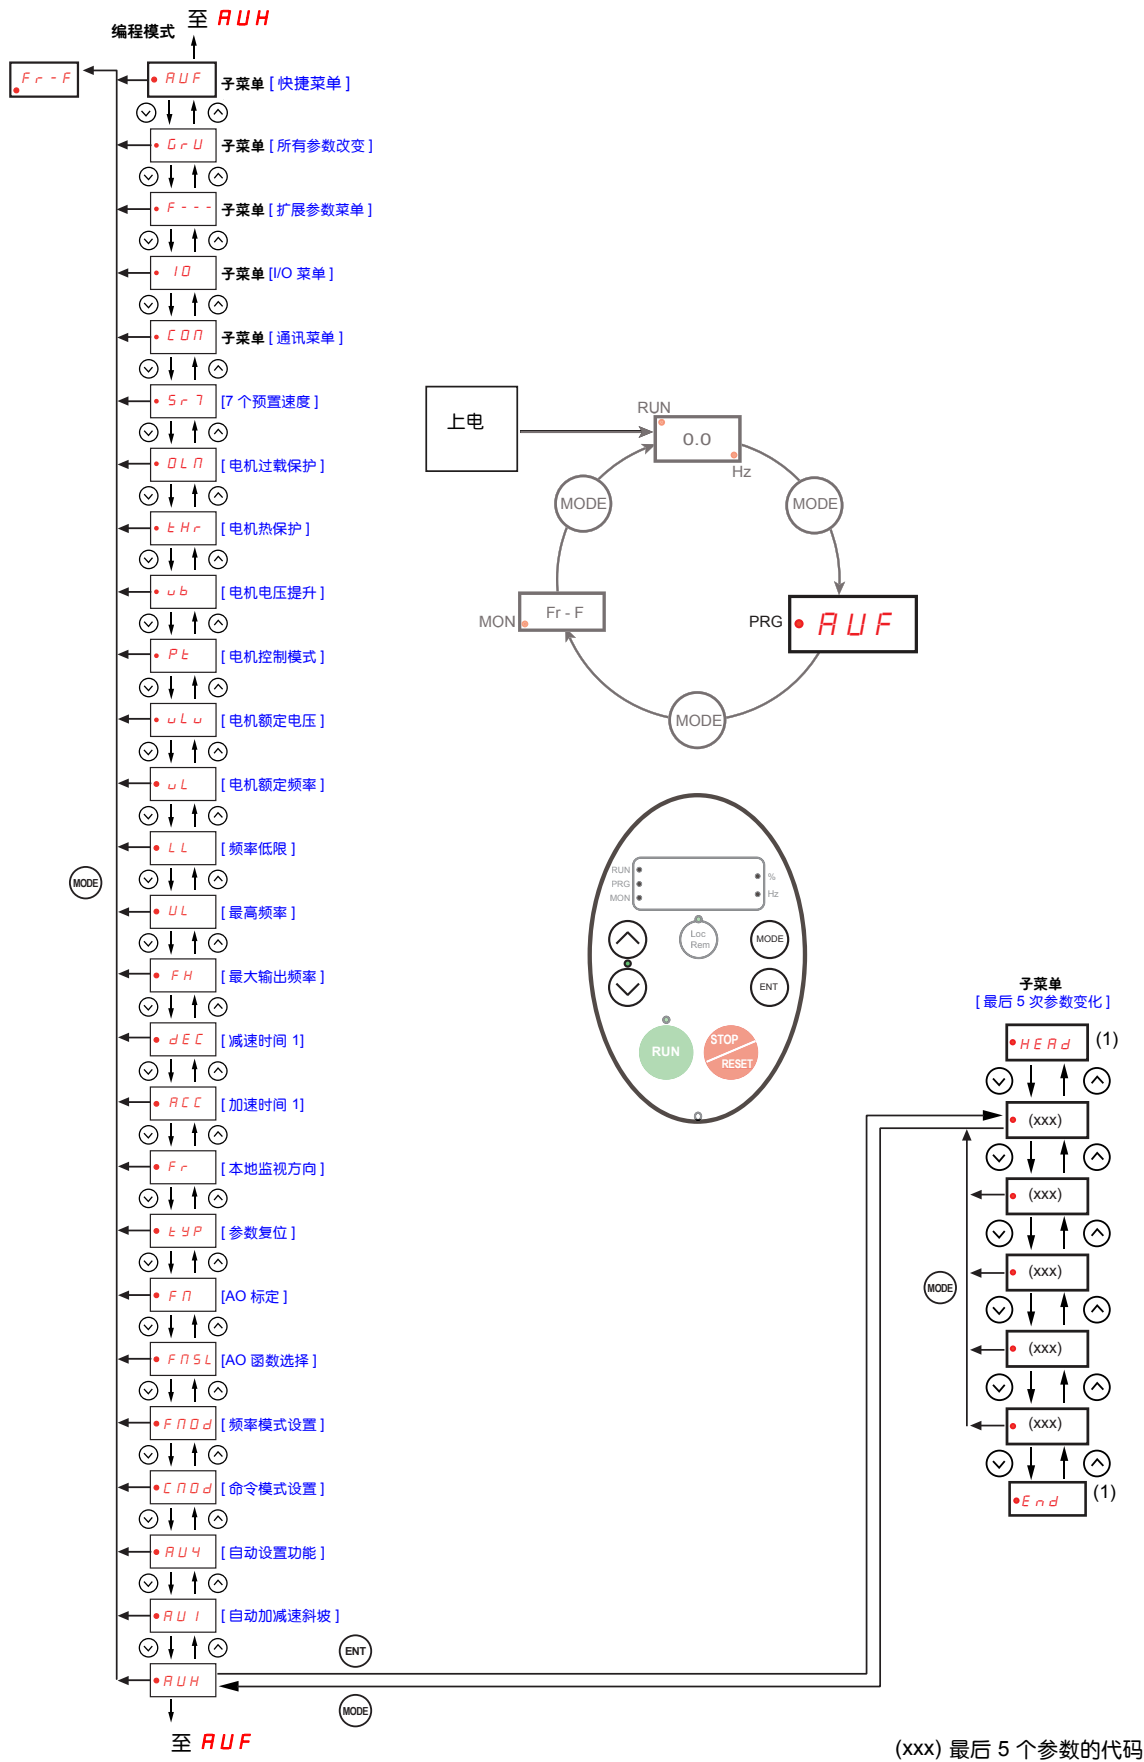 至 AUH
编程模式
Fr-F
AUF 子菜单 [ 快捷菜单 ]
GrU 子菜单 [ 所有参数改变 ]
F--- 子菜单 [ 扩展参数菜单 ]
IO 子菜单 [I/O 菜单 ]
COM 子菜单 [ 通讯菜单 ]
Sr7 [7 个预置速度 ]
OLM [ 电机过载保护 ]
tHr [ 电机热保护 ]
ub [ 电机电压提升 ]
Pt [ 电机控制模式 ]
uLu [ 电机额定电压 ]
uL [ 电机额定频率 ]
LL [ 频率低限 ]
MODE
UL [ 最高频率 ]
FH [ 最大输出频率 ]
dEC [ 减速时间 1]
ACC [ 加速时间 1]
Fr [ 本地监视方向 ]
tYP [ 参数复位 ]
FM [AO 标定 ]
FMSL [AO 函数选择 ]
FMOd [ 频率模式设置 ]
CMOd [ 命令模式设置 ]
AU4 [ 自动设置功能 ]
AU1 [ 自动加减速斜坡 ]
AUH
ENT
MODE
至 AUF
上电
RUN
0.0
Hz
MODE
MODE
MON
Fr - F
PRG
AUF
MODE
RUN
PRG
MON
%
Hz
Loc
Rem
MODE
ENT
RUN
STOP
RESET
子菜单
[ 最后 5 次参数变化 ]
HEAd (1)
(xxx)
(xxx)
(xxx)
MODE
(xxx)
(xxx)
End (1)
(xxx) 最后 5 个参数的代码